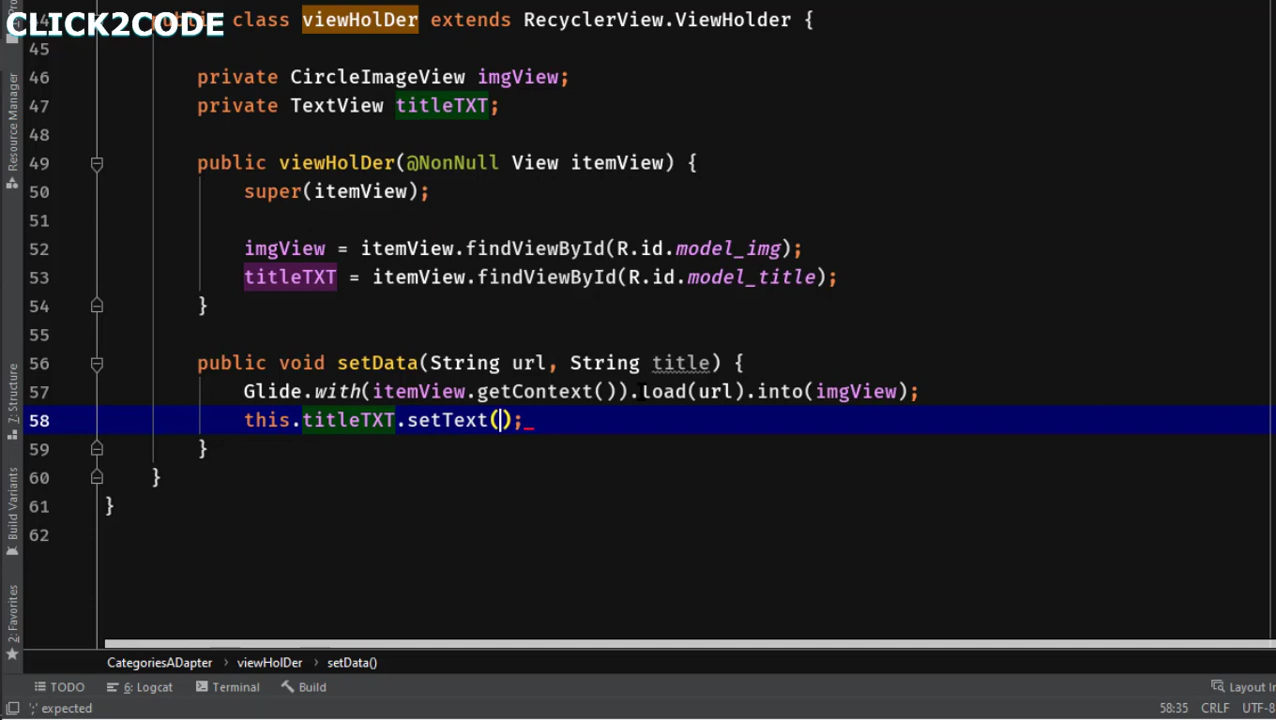 CLICK2CODE
class viewHolDer extends RecyclerView.ViewHolder {
45
46 private CircleImageView imgView;
47 private TextView titleTXT;
48
49 public viewHolDer(@NonNull View itemView) {
50 super(itemView);
51
52 imgView = itemView.findViewById(R.id.model_img);
53 titleTXT = itemView.findViewById(R.id.model_title);
54 }
55
56 public void setData(String url, String title) {
57 Glide.with(itemView.getContext()).load(url).into(imgView);
58 this.titleTXT.setText();
59 }
60 }
61 }
62
Resource Manager
Z: Structure
Build Variants
2: Favorites
CategoriesADapter › viewHolDer › setData()
TODO 6: Logcat Terminal Build Layout In
';' expected 58:35 CRLF UTF-8